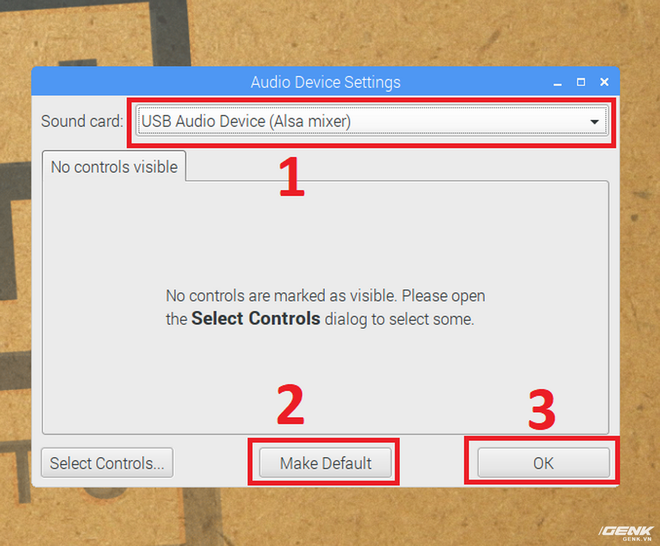 Audio Device Settings
Sound card: USB Audio Device (Alsa mixer)
1
No controls visible
No controls are marked as visible. Please open
the Select Controls dialog to select some.
2
3
Select Controls... Make Default OK
GENK
GENK.VN